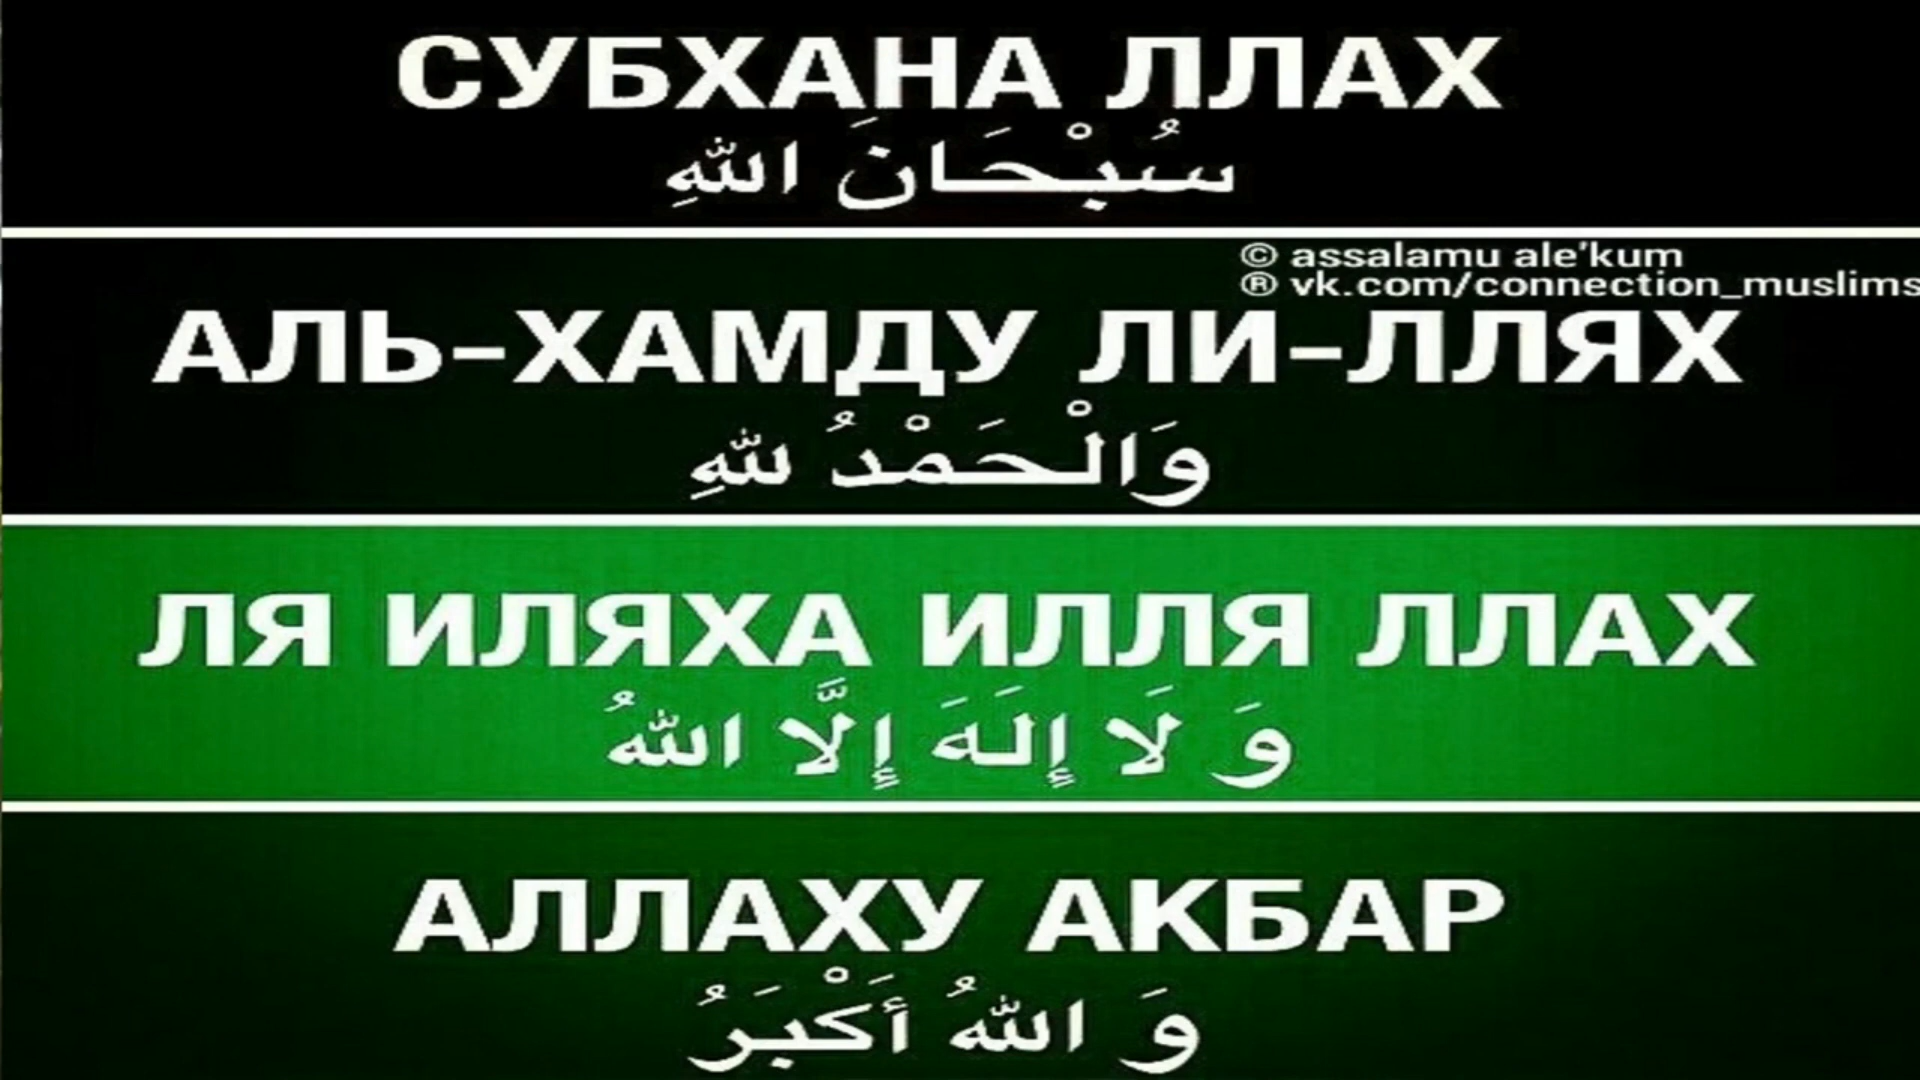 СУБХАНА ЛЛАХ
سُبْحَانَ اللهِ
© assalamu ale'kum
® vk.com/connection_muslims
АЛЬ-ХАМДУ ЛИ-ЛЛЯХ
وَالْحَمْدُ لله‍ِ
ЛЯ ИЛЯХА ИЛЛЯ ЛЛАХ
وَ لَا إِلَهَ إِلَّا اللهُ
АЛЛАХУ АКБАР
وَ اللهُ أَكْبَرُ